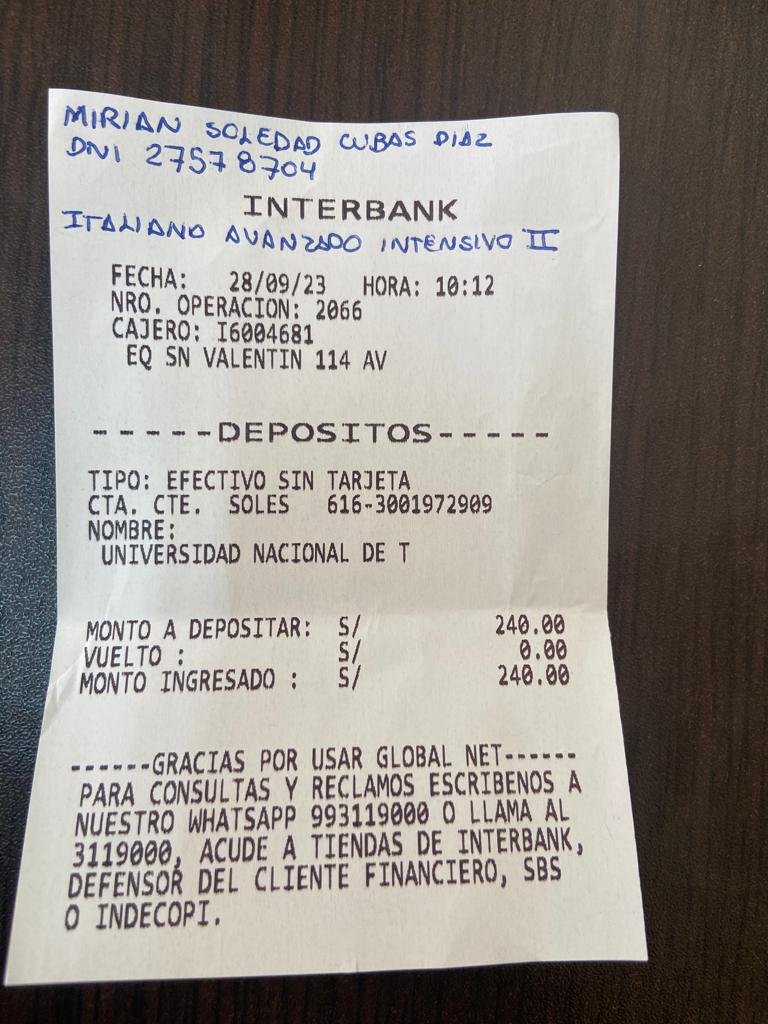 MIRIAN SOLEDAD CUBAS DIAZ
DNI 27578704
INTERBANK
ITALIANO AVANZADO INTENSIVO II
FECHA: 28/09/23 HORA: 10:12
NRO. OPERACION: 2066
CAJERO: I6004681
EQ SN VALENTIN 114 AV
-----DEPOSITOS-----
TIPO: EFECTIVO SIN TARJETA
CTA. CTE. SOLES 616-3001972909
NOMBRE:
UNIVERSIDAD NACIONAL DE T
MONTO A DEPOSITAR: S/ 240.00
VUELTO : S/ 0.00
MONTO INGRESADO : S/ 240.00
------GRACIAS POR USAR GLOBAL NET------
PARA CONSULTAS Y RECLAMOS ESCRIBENOS A
NUESTRO WHATSAPP 993119000 O LLAMA AL
3119000, ACUDE A TIENDAS DE INTERBANK,
DEFENSOR DEL CLIENTE FINANCIERO, SBS
O INDECOPI.